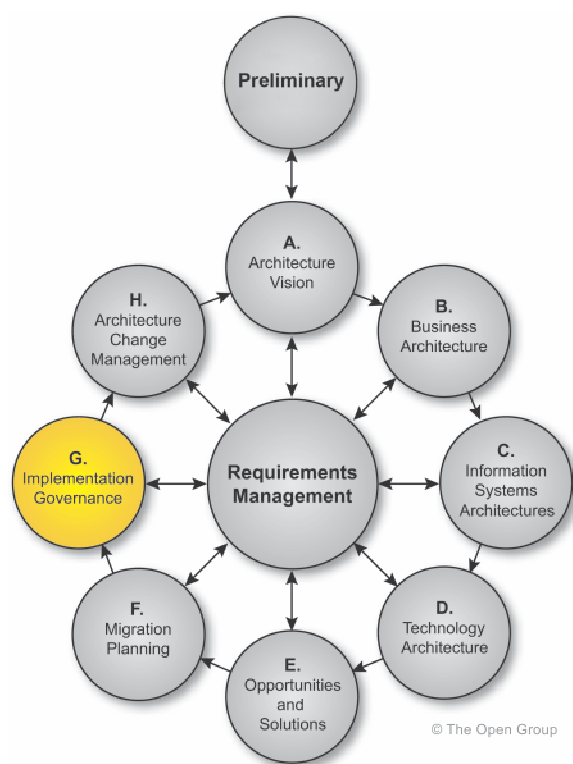 Preliminary
A.
Architecture
Vision
B.
Business
Architecture
H.
Architecture
Change
Management
C.
Information
Systems
Architectures
Requirements
Management
G.
Implementation
Governance
D.
Technology
Architecture
F.
Migration
Planning
E.
Opportunities
and
Solutions
© The Open Group